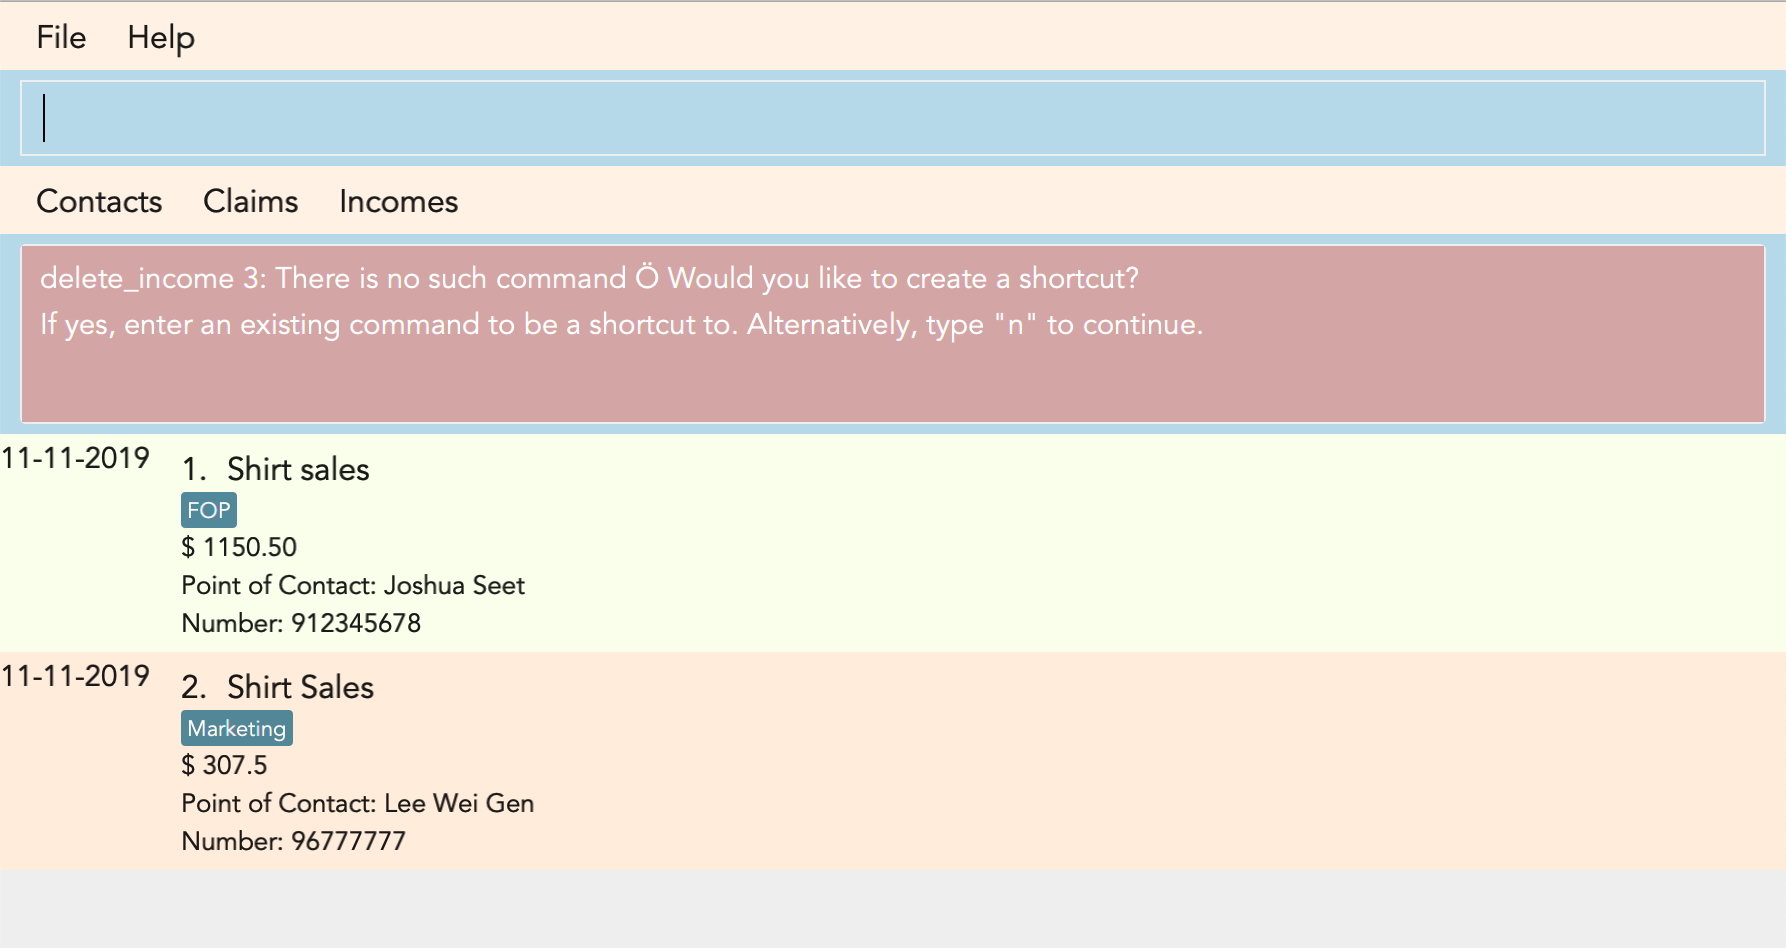 File Help
Contacts Claims Incomes
delete_income 3: There is no such command Ö Would you like to create a shortcut?
If yes, enter an existing command to be a shortcut to. Alternatively, type "n" to continue.
11-11-2019
1. Shirt sales
FOP
$ 1150.50
Point of Contact: Joshua Seet
Number: 912345678
11-11-2019
2. Shirt Sales
Marketing
$ 307.5
Point of Contact: Lee Wei Gen
Number: 96777777